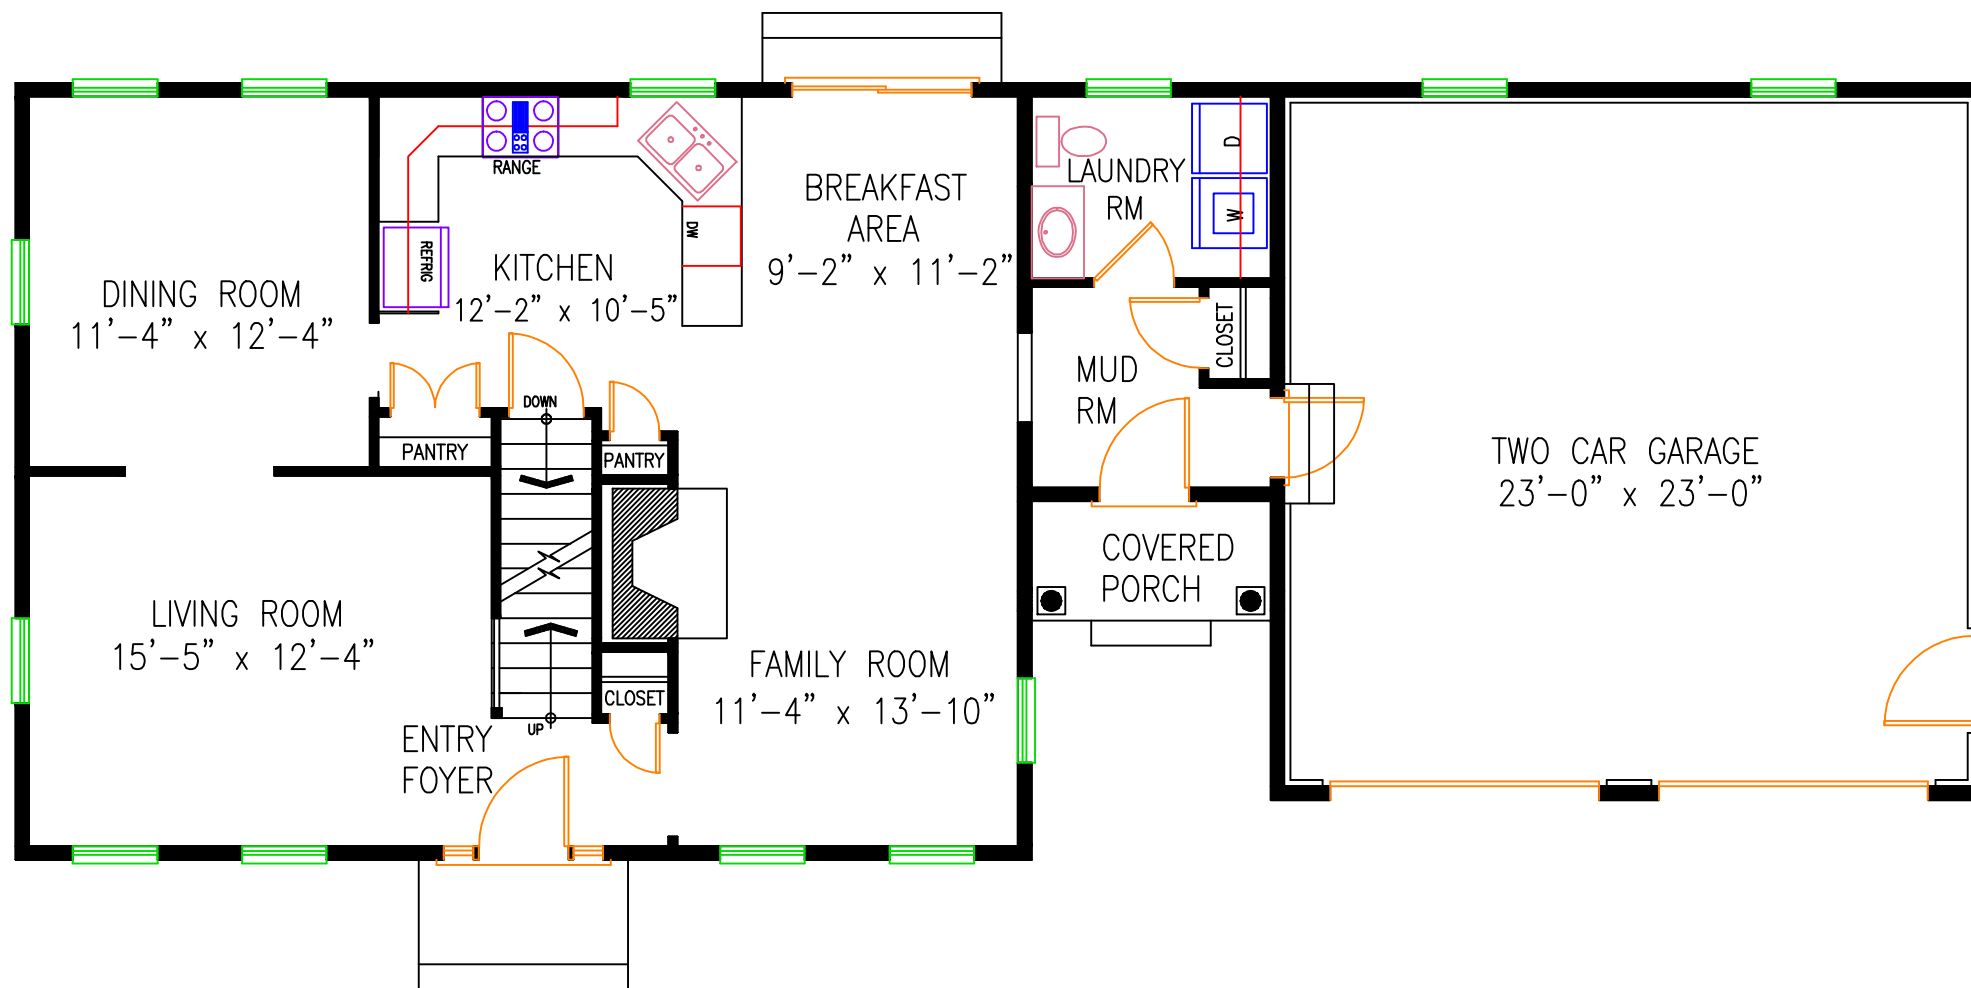 RANGE
D
LAUNDRY
RM
W
BREAKFAST
AREA
9'-2" x 11'-2"
DW
REFRIG
KITCHEN
12'-2" x 10'-5"
DINING ROOM
11'-4" x 12'-4"
CLOSET
MUD
RM
DOWN
PANTRY
PANTRY
TWO CAR GARAGE
23'-0" x 23'-0"
COVERED
PORCH
LIVING ROOM
15'-5" x 12'-4"
FAMILY ROOM
11'-4" x 13'-10"
CLOSET
UP
ENTRY
FOYER